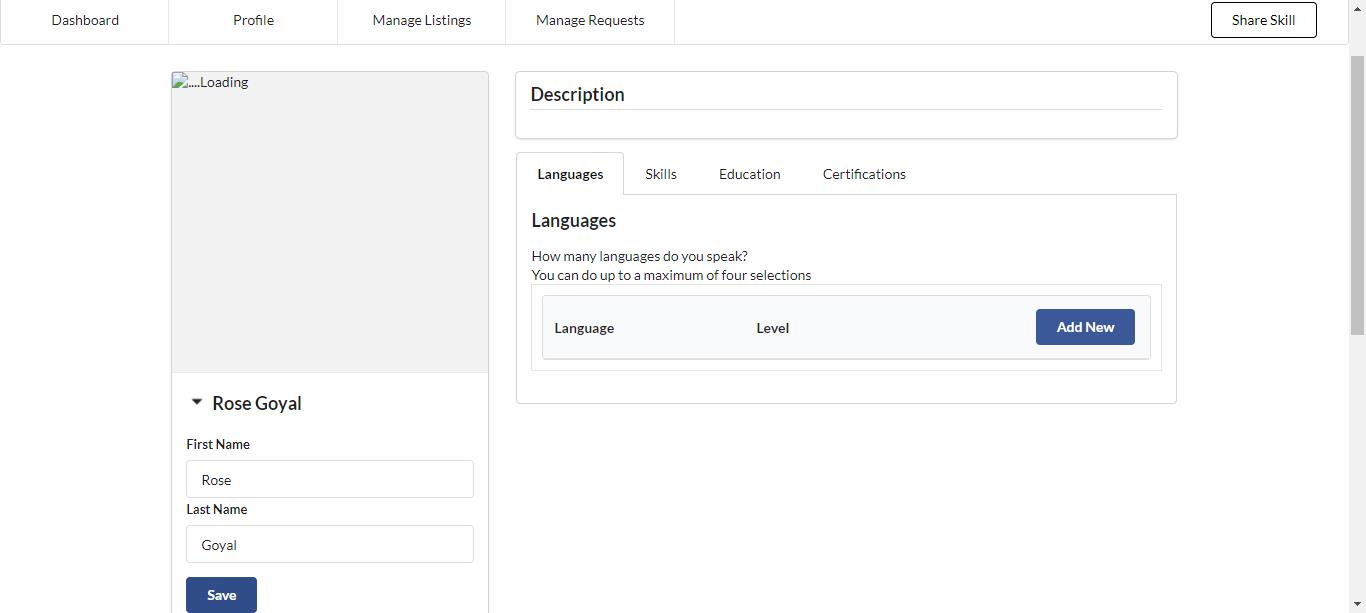 Dashboard Profile Manage Listings Manage Requests Share Skill
....Loading
Rose Goyal
First Name
Rose
Last Name
Goyal
Save
Description
Languages Skills Education Certifications
Languages
How many languages do you speak?
You can do up to a maximum of four selections
Language Level Add New